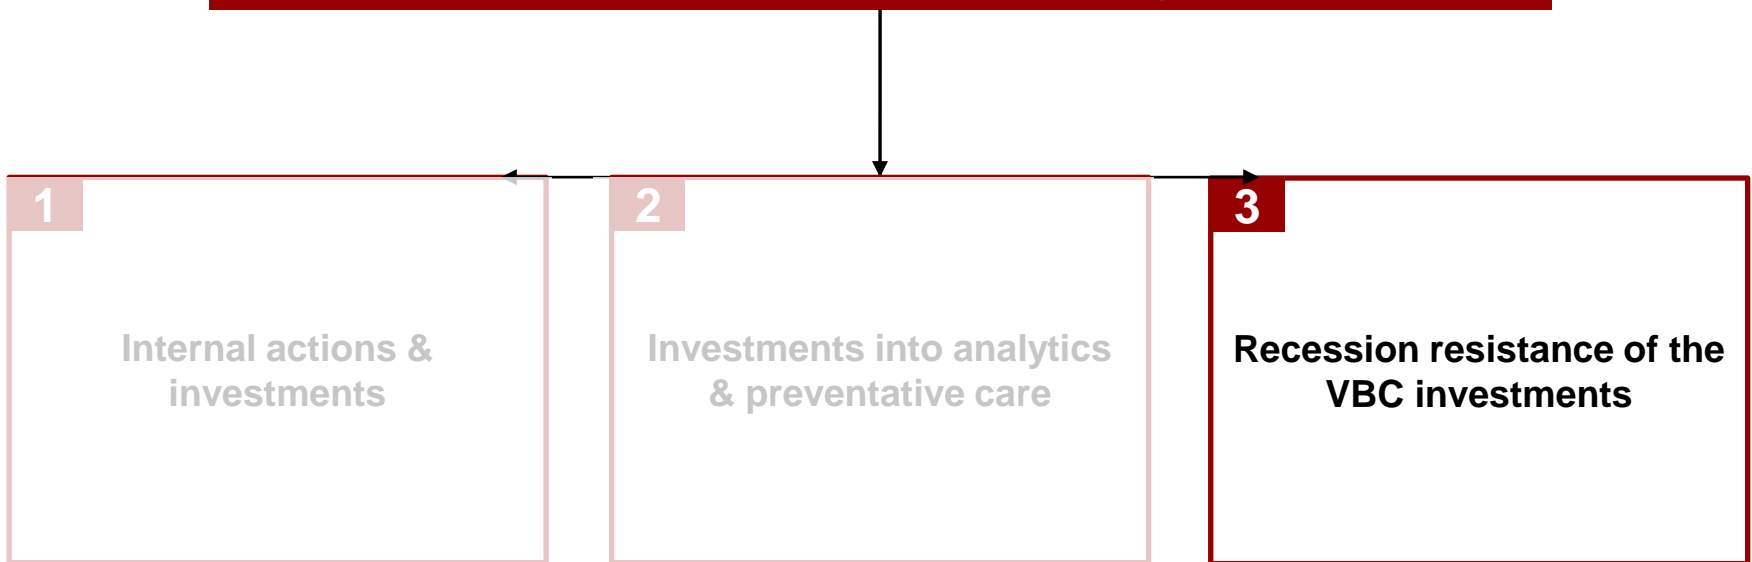 1
2
3
Internal actions &
investments
Investments into analytics
& preventative care
Recession resistance of the
VBC investments